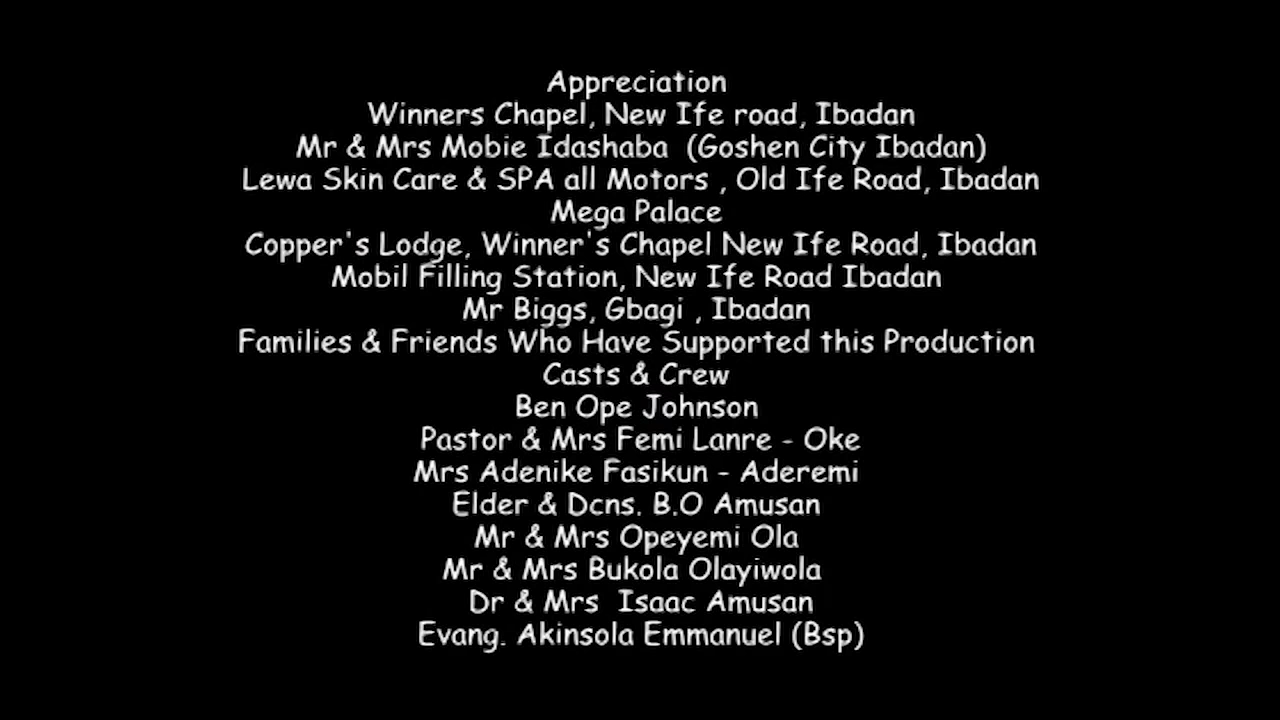 Appreciation
Winners Chapel, New Ife road, Ibadan
Mr & Mrs Mobie Idashaba  (Goshen City Ibadan)
Lewa Skin Care & SPA all Motors , Old Ife Road, Ibadan
Mega Palace
Copper's Lodge, Winner's Chapel New Ife Road, Ibadan
Mobil Filling Station, New Ife Road Ibadan
Mr Biggs, Gbagi , Ibadan
Families & Friends Who Have Supported this Production
Casts & Crew
Ben Ope Johnson
Pastor & Mrs Femi Lanre - Oke
Mrs Adenike Fasikun - Aderemi
Elder & Dcns. B.O Amusan
Mr & Mrs Opeyemi Ola
Mr & Mrs Bukola Olayiwola
Dr & Mrs  Isaac Amusan
Evang. Akinsola Emmanuel (Bsp)